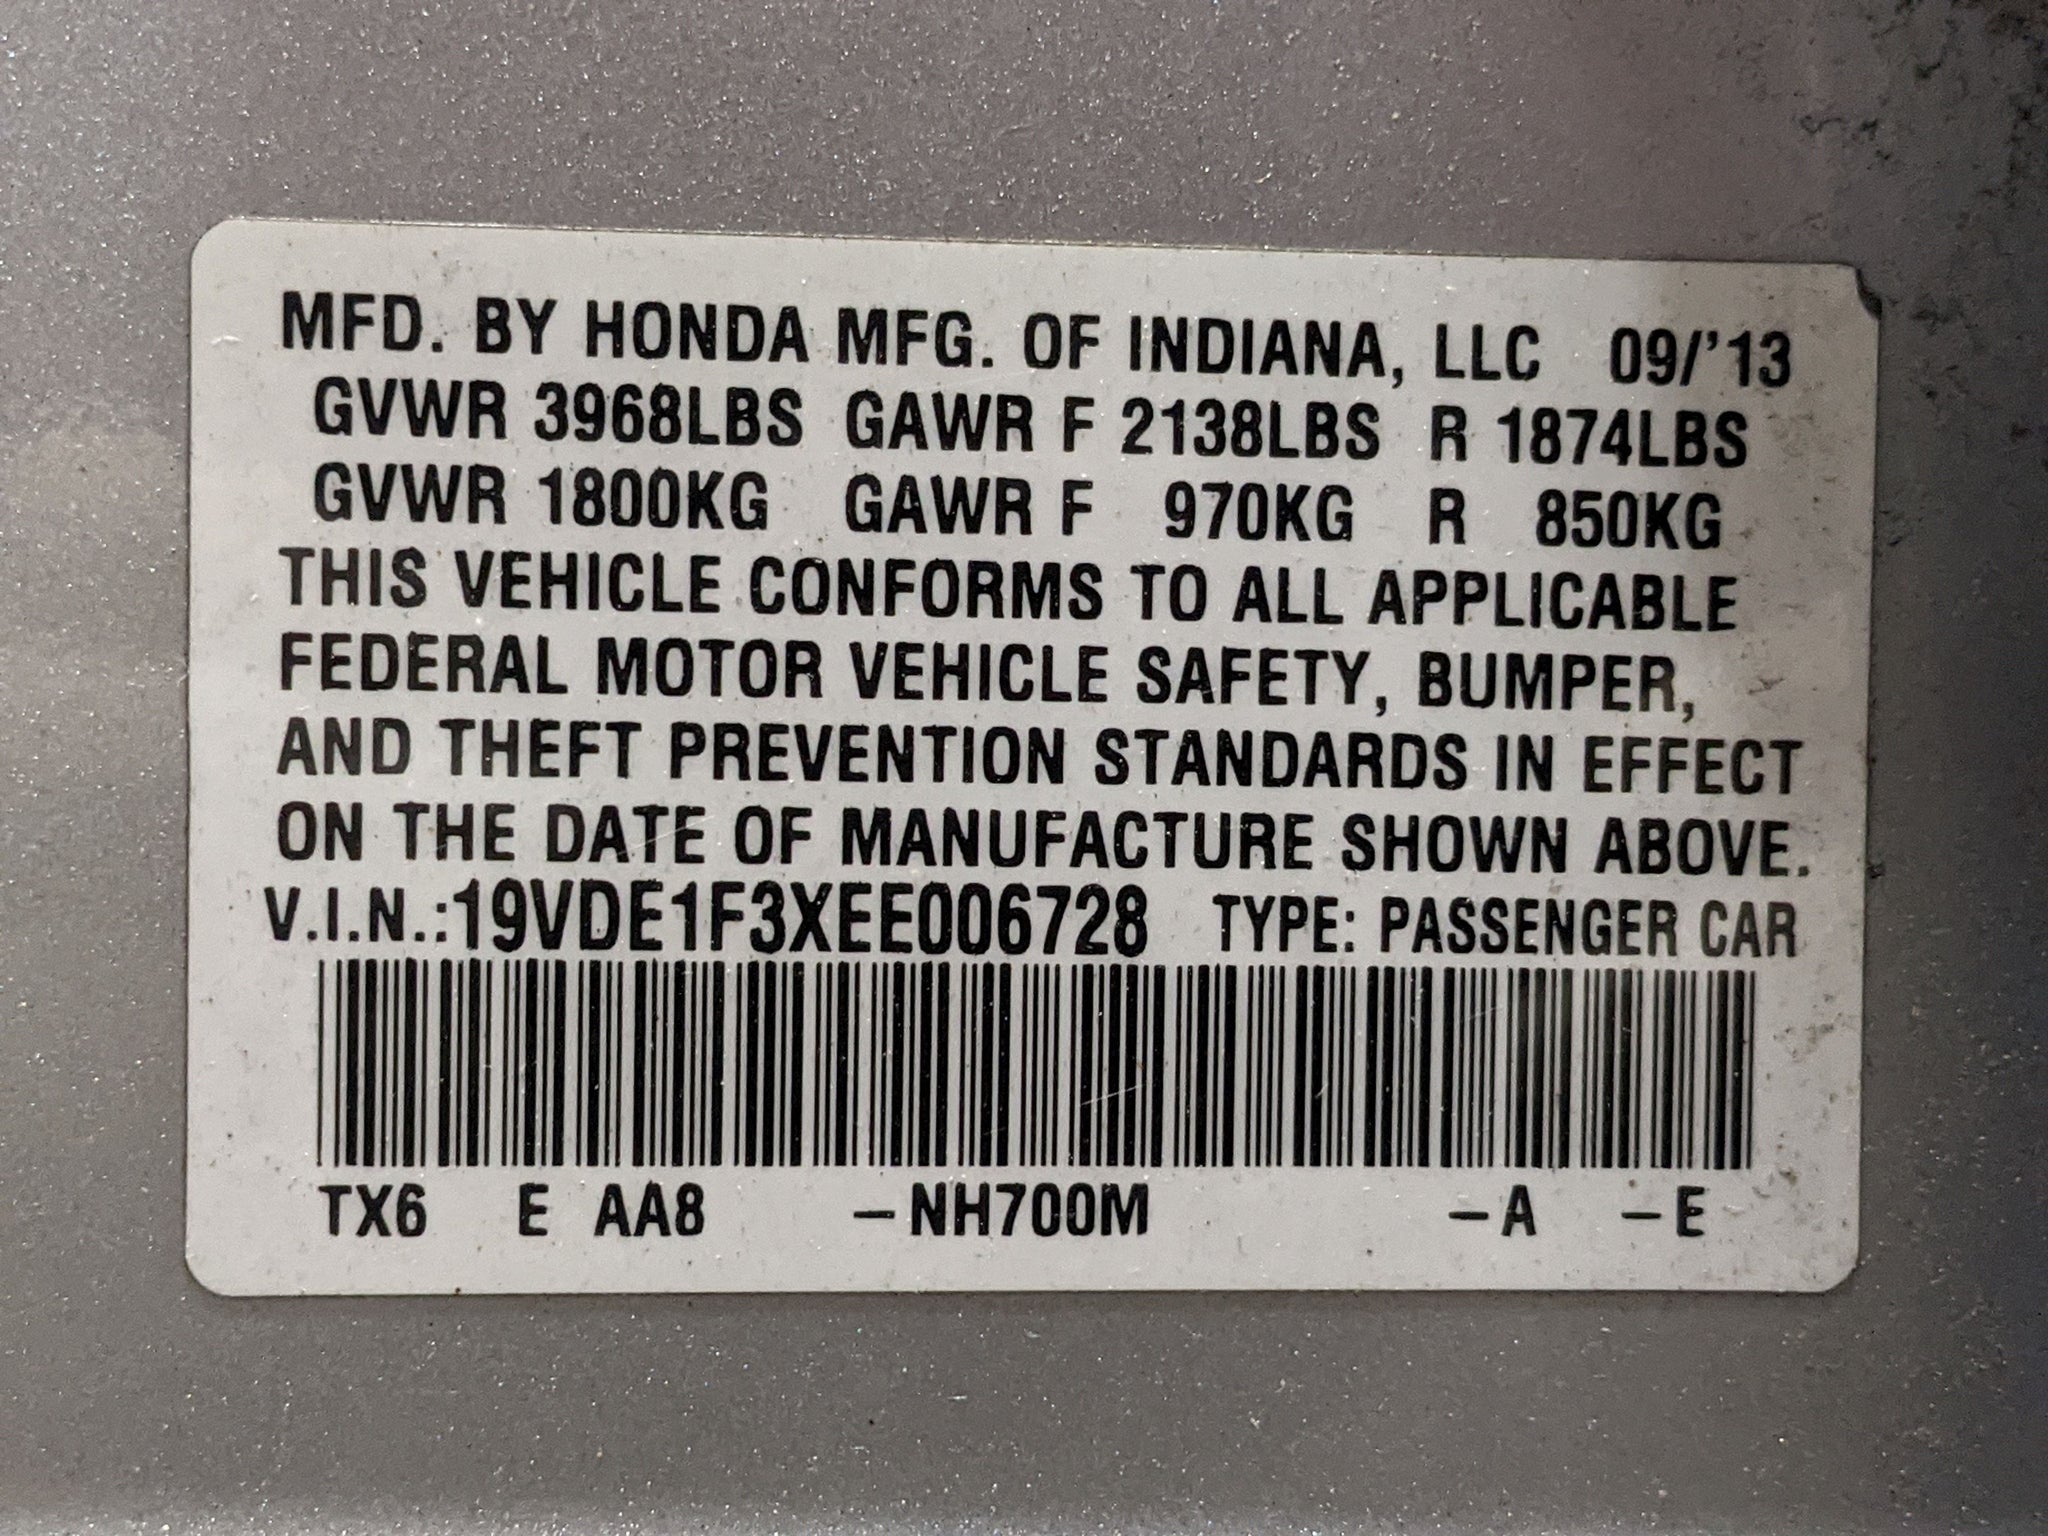 MFD. BY HONDA MFG. OF INDIANA, LLC 09/'13
GVWR 3968LBS GAWR F 2138LBS R 1874LBS
GVWR 1800KG GAWR F 970KG R 850KG
THIS VEHICLE CONFORMS TO ALL APPLICABLE
FEDERAL MOTOR VEHICLE SAFETY, BUMPER,
AND THEFT PREVENTION STANDARDS IN EFFECT
ON THE DATE OF MANUFACTURE SHOWN ABOVE.
V.I.N.:19VDE1F3XEE006728 TYPE: PASSENGER CAR
TX6 E AA8 –NH700M –A –E